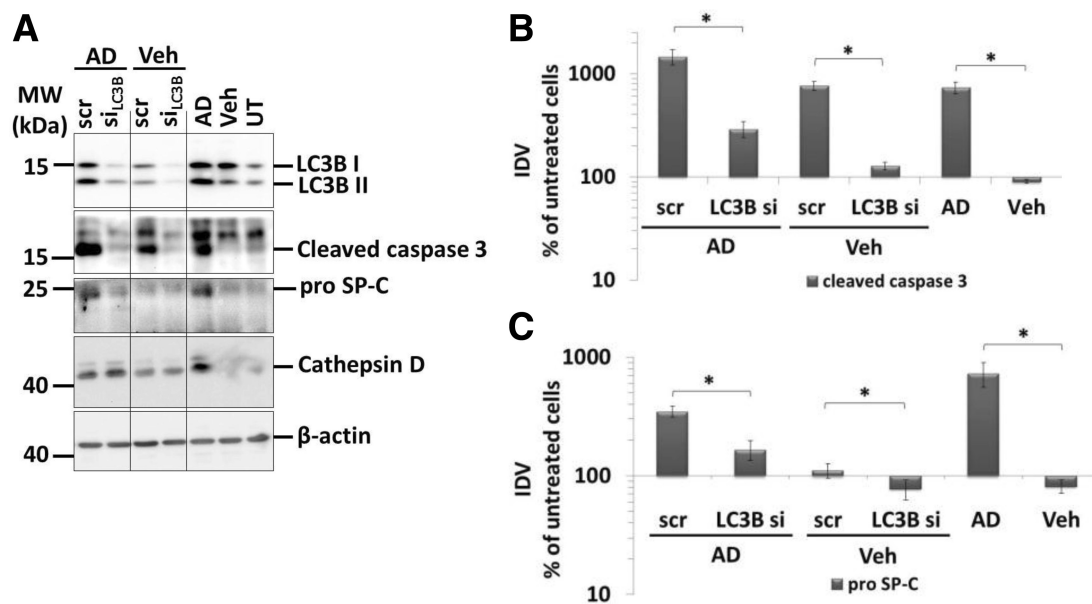 A
AD Veh
MW
(kDa)
scr
siLC3B
scr
siLC3B
AD
Veh
UT
15
LC3B I
LC3B II
15
Cleaved caspase 3
25
pro SP-C
40
Cathepsin D
40
β-actin
B
IDV
% of untreated cells
1000
100
10
* * *
scr LC3B si scr LC3B si AD Veh
AD Veh
cleaved caspase 3
C
IDV
% of untreated cells
1000
100
10
* * *
scr LC3B si scr LC3B si AD Veh
AD Veh
pro SP-C